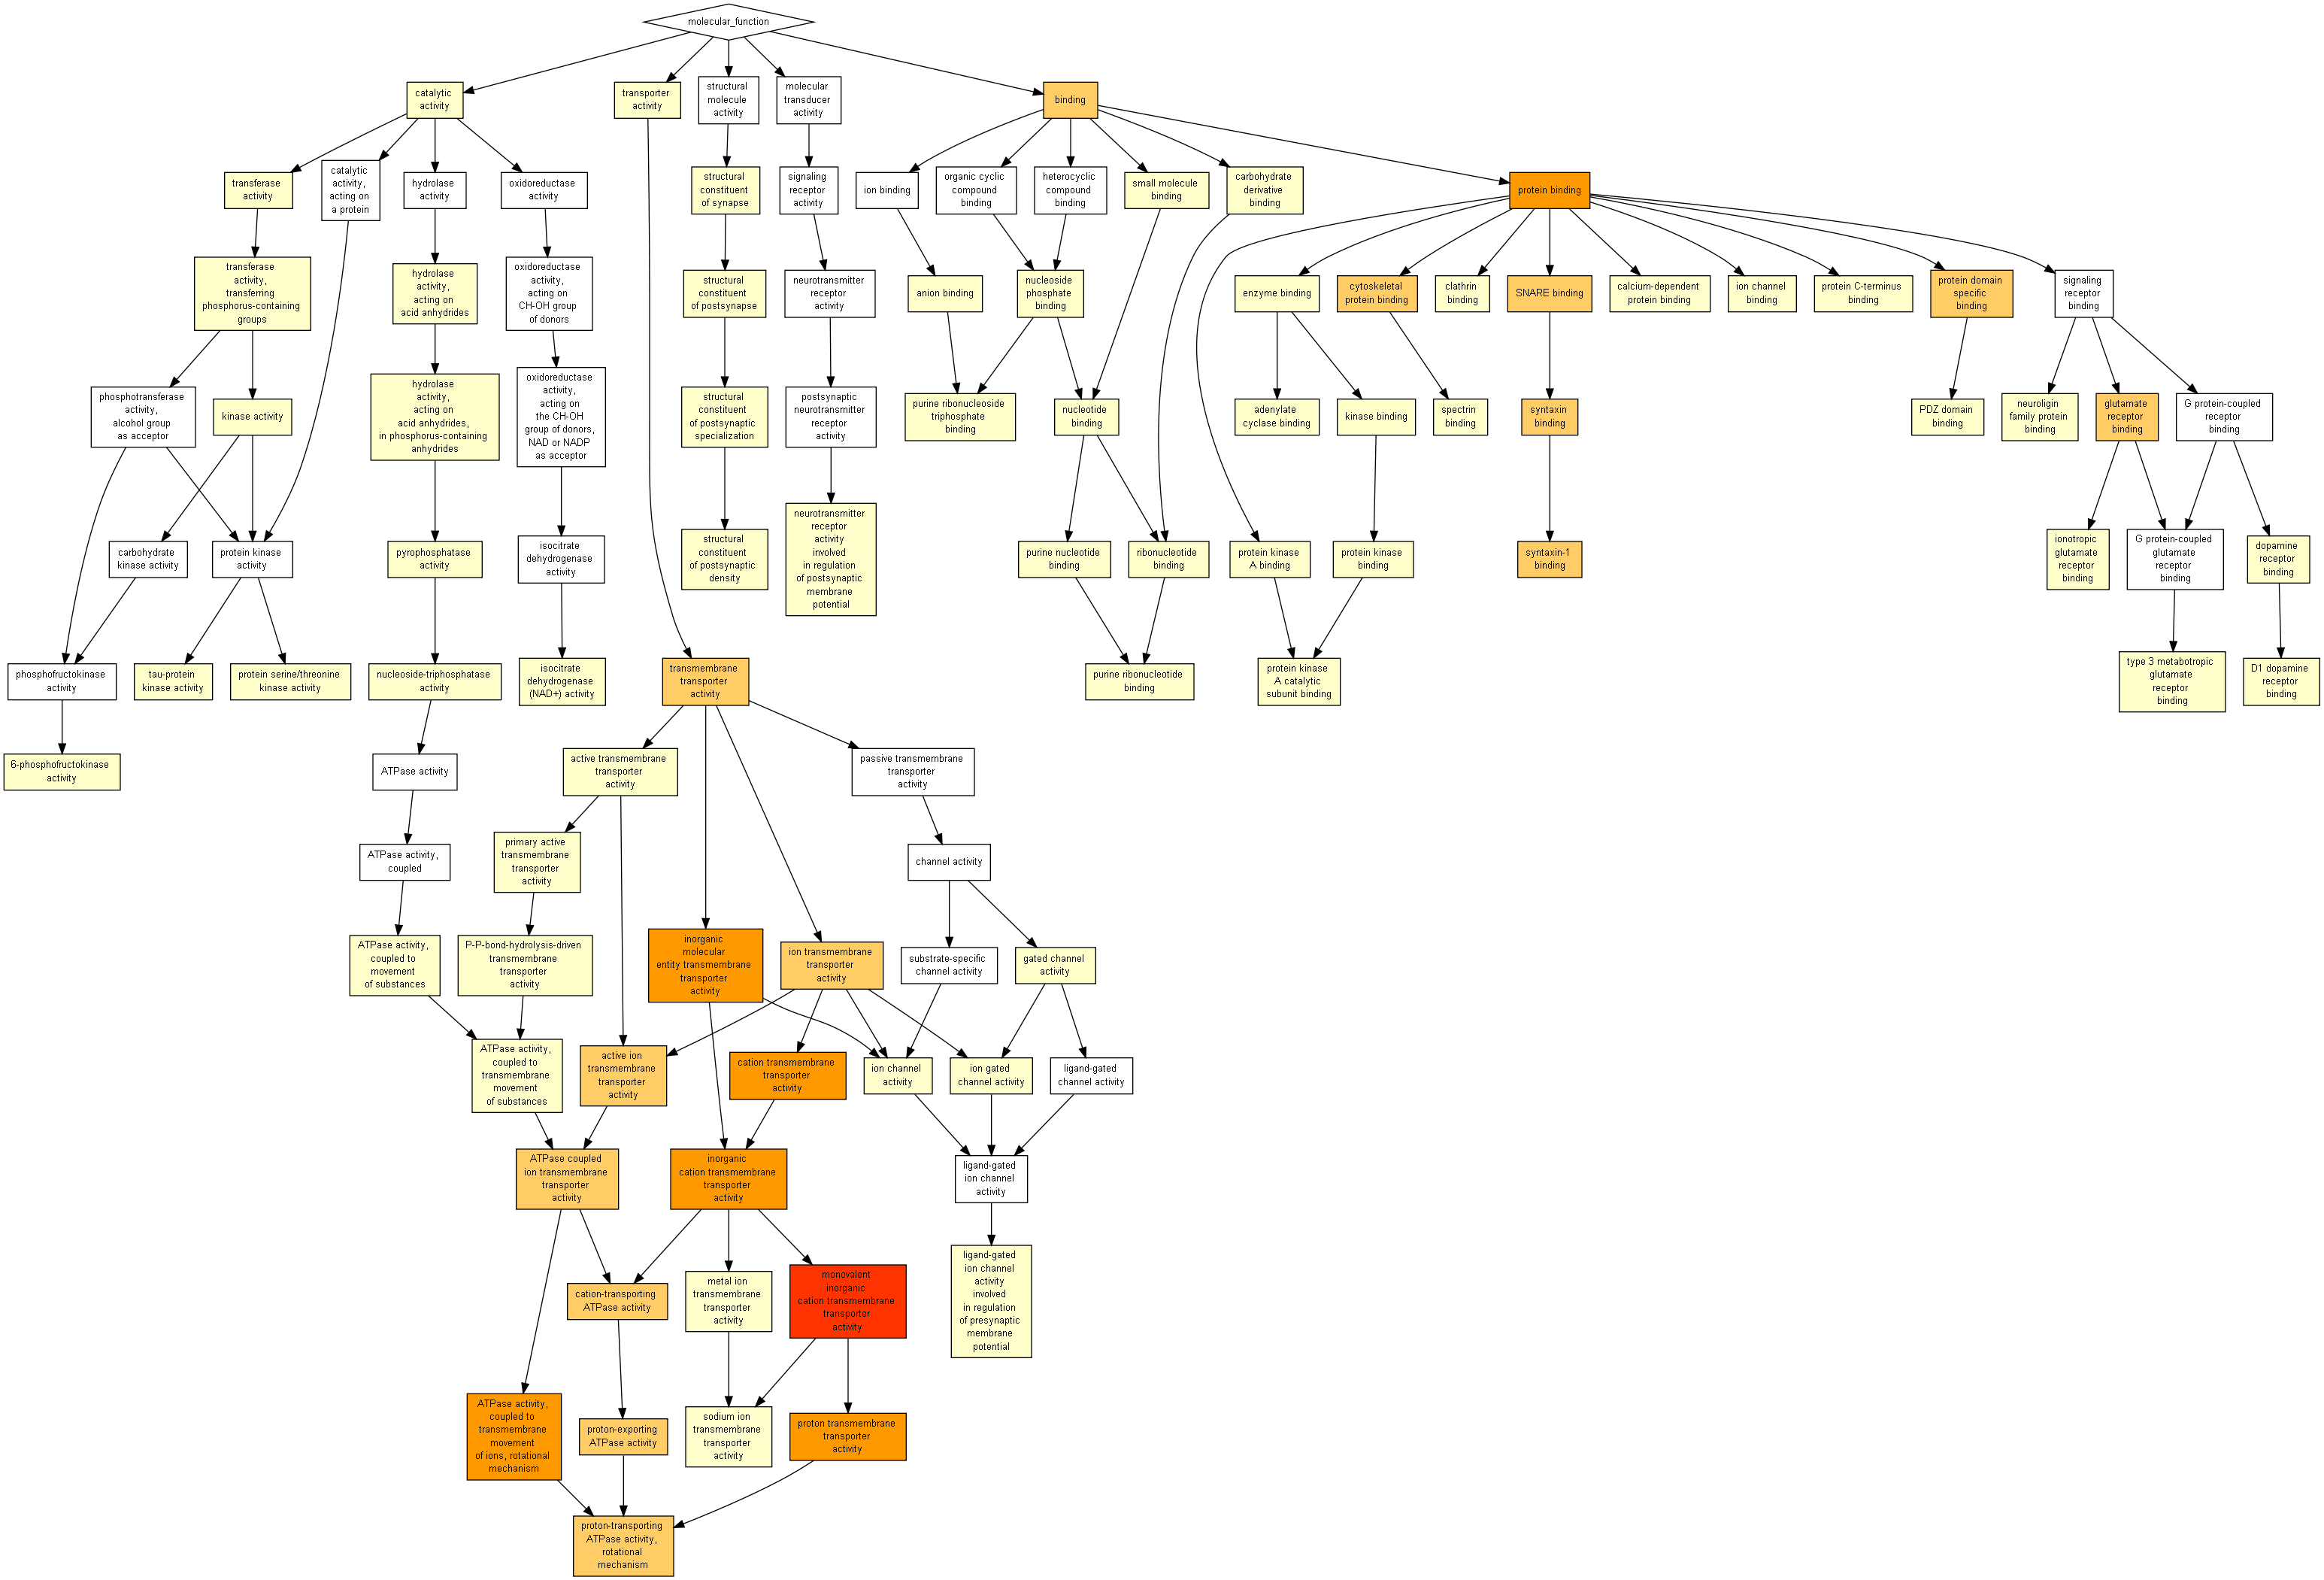 molecular_function
catalytic
activity
transporter
activity
structural
molecule
activity
molecular
transducer
activity
binding
transferase
activity
catalytic
activity,
acting on
a protein
hydrolase
activity
oxidoreductase
activity
structural
constituent
of synapse
signaling
receptor
activity
ion binding
organic cyclic
compound
binding
heterocyclic
compound
binding
small molecule
binding
carbohydrate
derivative
binding
protein binding
transferase
activity,
transferring
phosphorus-containing
groups
hydrolase
activity,
acting on
acid anhydrides
oxidoreductase
activity,
acting on
CH-OH group
of donors
structural
constituent
of postsynapse
neurotransmitter
receptor
activity
anion binding
nucleoside
phosphate
binding
enzyme binding
cytoskeletal
protein binding
clathrin
binding
SNARE binding
calcium-dependent
protein binding
ion channel
binding
protein C-terminus
binding
protein domain
specific
binding
signaling
receptor
binding
phosphotransferase
activity,
alcohol group
as acceptor
kinase activity
hydrolase
activity,
acting on
acid anhydrides,
in phosphorus-containing
anhydrides
oxidoreductase
activity,
acting on
the CH-OH
group of donors,
NAD or NADP
as acceptor
structural
constituent
of postsynaptic
specialization
postsynaptic
neurotransmitter
receptor
activity
purine ribonucleoside
triphosphate
binding
nucleotide
binding
adenylate
cyclase binding
kinase binding
spectrin
binding
syntaxin
binding
PDZ domain
binding
neuroligin
family protein
binding
glutamate
receptor
binding
G protein-coupled
receptor
binding
carbohydrate
kinase activity
protein kinase
activity
pyrophosphatase
activity
isocitrate
dehydrogenase
activity
structural
constituent
of postsynaptic
density
neurotransmitter
receptor
activity
involved
in regulation
of postsynaptic
membrane
potential
purine nucleotide
binding
ribonucleotide
binding
protein kinase
A binding
protein kinase
binding
syntaxin-1
binding
ionotropic
glutamate
receptor
binding
G protein-coupled
glutamate
receptor
binding
dopamine
receptor
binding
phosphofructokinase
activity
tau-protein
kinase activity
protein serine/threonine
kinase activity
nucleoside-triphosphatase
activity
isocitrate
dehydrogenase
(NAD+) activity
transmembrane
transporter
activity
purine ribonucleotide
binding
protein kinase
A catalytic
subunit binding
type 3 metabotropic
glutamate
receptor
binding
D1 dopamine
receptor
binding
6-phosphofructokinase
activity
ATPase activity
active transmembrane
transporter
activity
passive transmembrane
transporter
activity
ATPase activity,
coupled
primary active
transmembrane
transporter
activity
channel activity
ATPase activity,
coupled to
movement
of substances
P-P-bond-hydrolysis-driven
transmembrane
transporter
activity
inorganic
molecular
entity transmembrane
transporter
activity
ion transmembrane
transporter
activity
substrate-specific
channel activity
gated channel
activity
ATPase activity,
coupled to
transmembrane
movement
of substances
active ion
transmembrane
transporter
activity
cation transmembrane
transporter
activity
ion channel
activity
ion gated
channel activity
ligand-gated
channel activity
ATPase coupled
ion transmembrane
transporter
activity
inorganic
cation transmembrane
transporter
activity
ligand-gated
ion channel
activity
cation-transporting
ATPase activity
metal ion
transmembrane
transporter
activity
monovalent
inorganic
cation transmembrane
transporter
activity
ligand-gated
ion channel
activity
involved
in regulation
of presynaptic
membrane
potential
ATPase activity,
coupled to
transmembrane
movement
of ions, rotational
mechanism
proton-exporting
ATPase activity
sodium ion
transmembrane
transporter
activity
proton transmembrane
transporter
activity
proton-transporting
ATPase activity,
rotational
mechanism